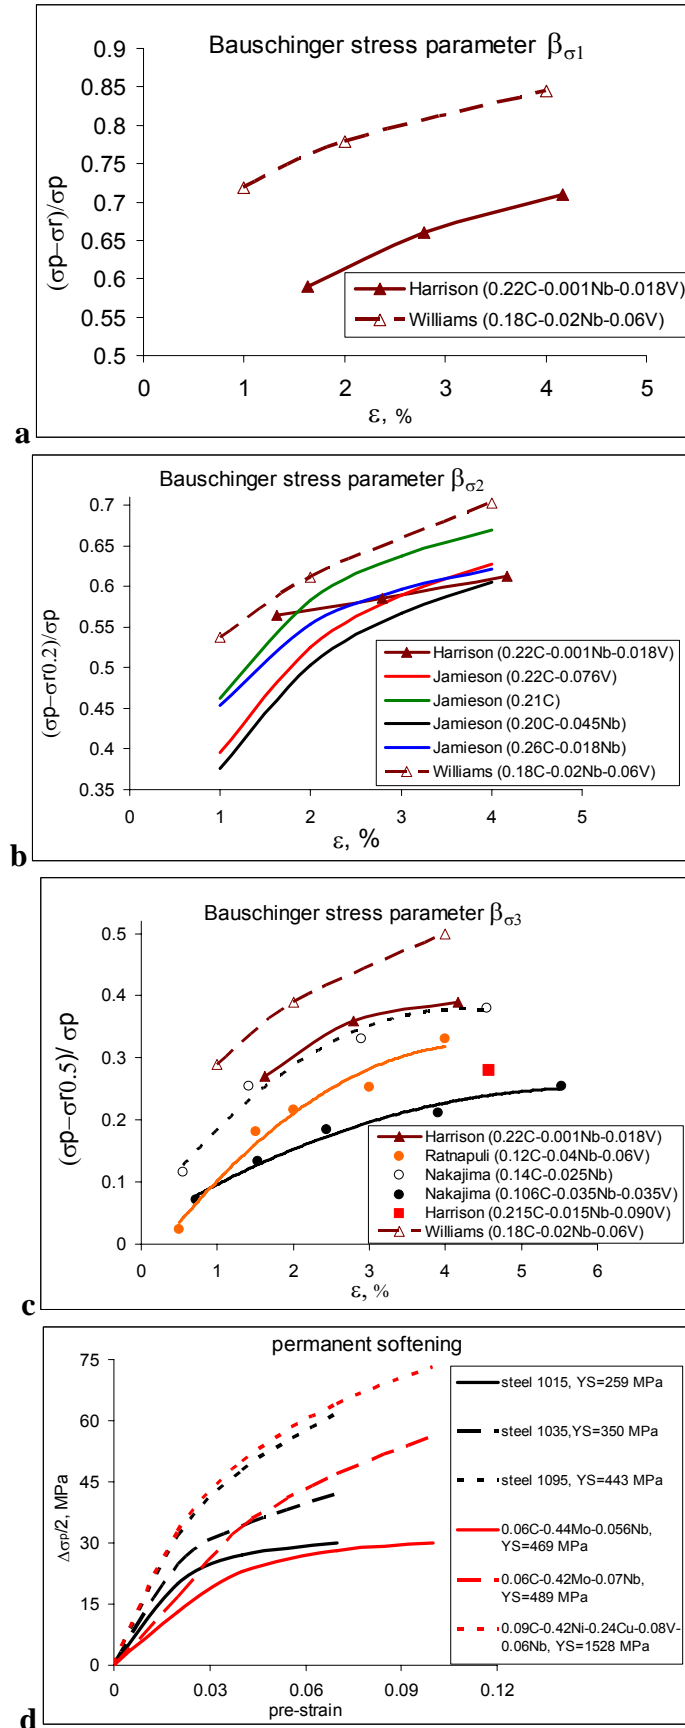 Bauschinger stress parameter βσ1
0.9
0.85
0.8
0.75
0.7
0.65
0.6
0.55
0.5
(σp–σr)/σp
Harrison (0.22C-0.001Nb-0.018V)
Williams (0.18C-0.02Nb-0.06V)
0 1 2 3 4 5
ε, %
a
Bauschinger stress parameter βσ2
0.7
0.65
0.6
0.55
0.5
0.45
0.4
0.35
(σp–σr0.2)/σp
Harrison (0.22C-0.001Nb-0.018V)
Jamieson (0.22C-0.076V)
Jamieson (0.21C)
Jamieson (0.20C-0.045Nb)
Jamieson (0.26C-0.018Nb)
Williams (0.18C-0.02Nb-0.06V)
0 1 2 3 4 5
ε, %
b
Bauschinger stress parameter βσ3
0.5
0.4
0.3
0.2
0.1
0
(σp–σr0.5)/ σp
Harrison (0.22C-0.001Nb-0.018V)
Ratnapuli (0.12C-0.04Nb-0.06V)
Nakajima (0.14C-0.025Nb)
Nakajima (0.106C-0.035Nb-0.035V)
Harrison (0.215C-0.015Nb-0.090V)
Williams (0.18C-0.02Nb-0.06V)
0 1 2 3 4 5 6
ε, %
c
permanent softening
75
60
45
30
15
0
Δσp/2, MPa
steel 1015, YS=259 MPa
steel 1035,YS=350 MPa
steel 1095, YS=443 MPa
0.06C-0.44Mo-0.056Nb,
YS=469 MPa
0.06C-0.42Mo-0.07Nb,
YS=489 MPa
0.09C-0.42Ni-0.24Cu-0.08V-
0.06Nb, YS=1528 MPa
0 0.03 0.06 0.09 0.12
pre-strain
d